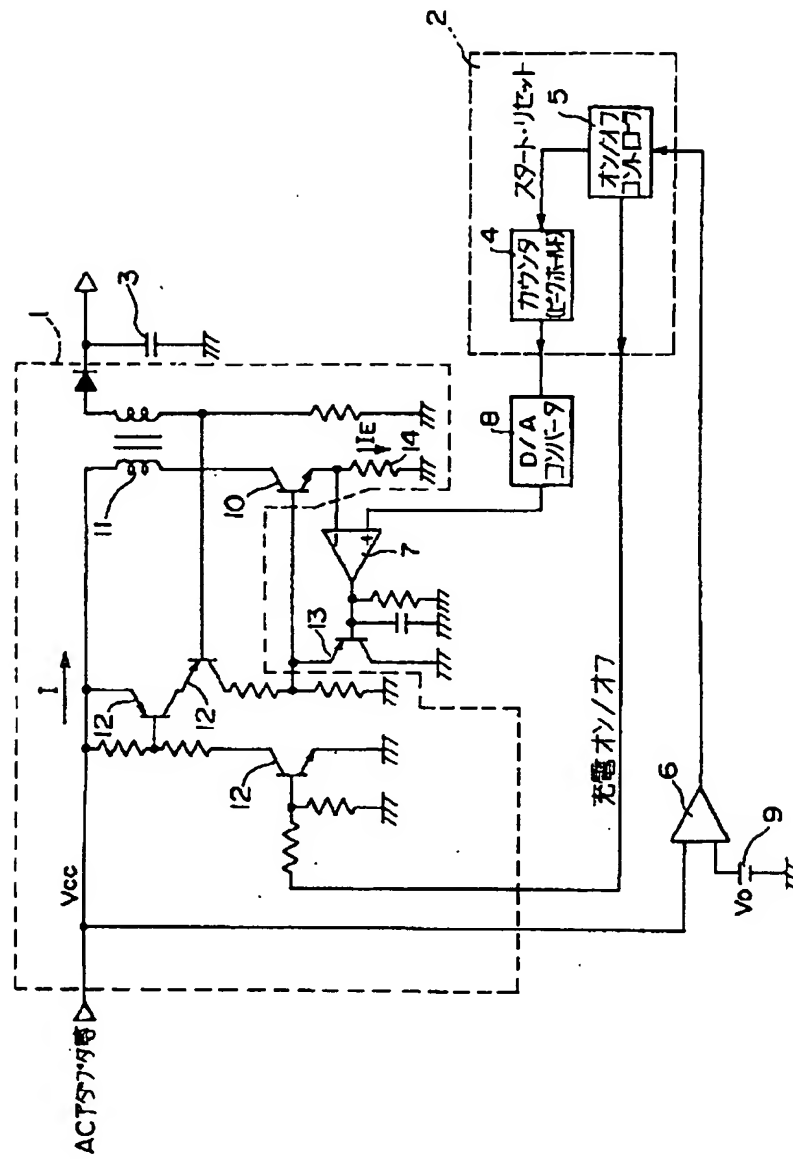 1
2
3
I
Vcc
ACアダプタ等
12
12
12
11
10
IE
14
13
7
-
+
8
D/A
コンバータ
4
カウンタ
(ピークホールド)
スタート・リセット
5
オン/オフ
コントローラ
充電オン/オフ
6
9
Vo